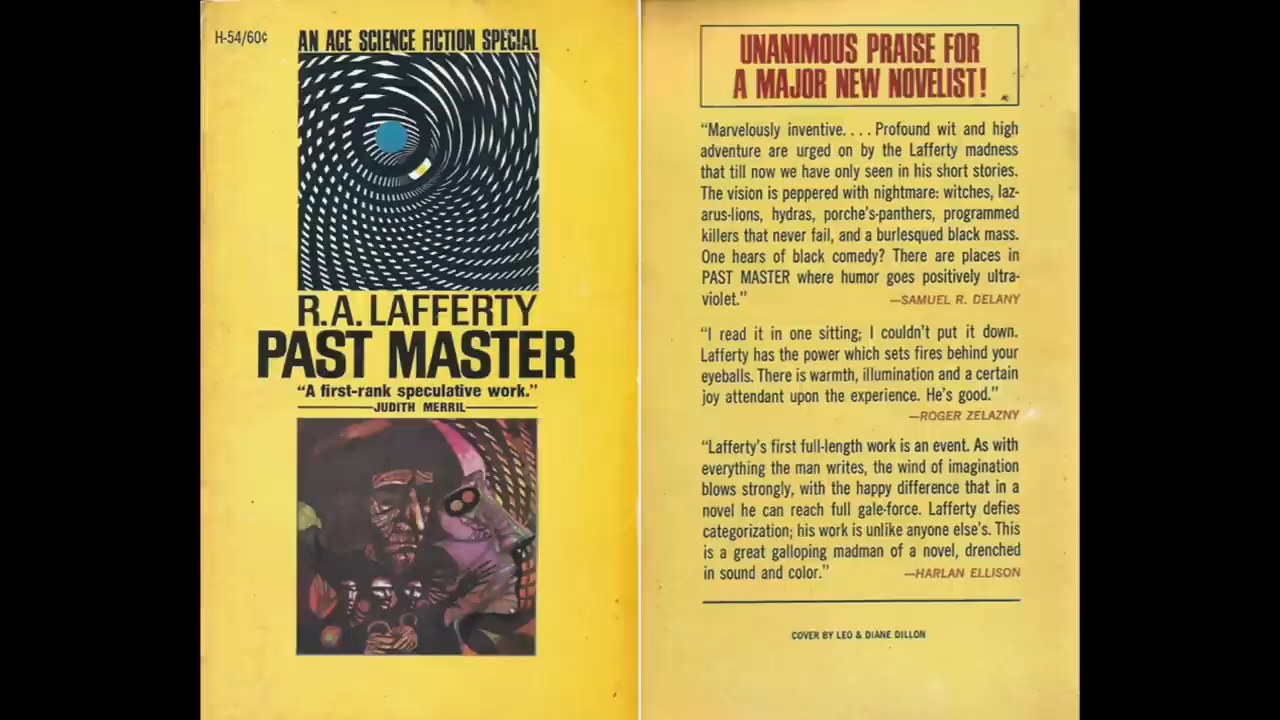 H-54/60¢
AN ACE SCIENCE FICTION SPECIAL
R.A. LAFFERTY
PAST MASTER
“A first-rank speculative work.”
JUDITH MERRIL
UNANIMOUS PRAISE FOR
A MAJOR NEW NOVELIST!
“Marvelously inventive. . . . Profound wit and high
adventure are urged on by the Lafferty madness
that till now we have only seen in his short stories.
The vision is peppered with nightmare: witches, laz-
arus-lions, hydras, porche’s-panthers, programmed
killers that never fail, and a burlesqued black mass.
One hears of black comedy? There are places in
PAST MASTER where humor goes positively ultra-
violet.”
—SAMUEL R. DELANY
“I read it in one sitting; I couldn’t put it down.
Lafferty has the power which sets fires behind your
eyeballs. There is warmth, illumination and a certain
joy attendant upon the experience. He’s good.”
—ROGER ZELAZNY
“Lafferty’s first full-length work is an event. As with
everything the man writes, the wind of imagination
blows strongly, with the happy difference that in a
novel he can reach full gale-force. Lafferty defies
categorization; his work is unlike anyone else’s. This
is a great galloping madman of a novel, drenched
in sound and color.”
—HARLAN ELLISON
COVER BY LEO & DIANE DILLON